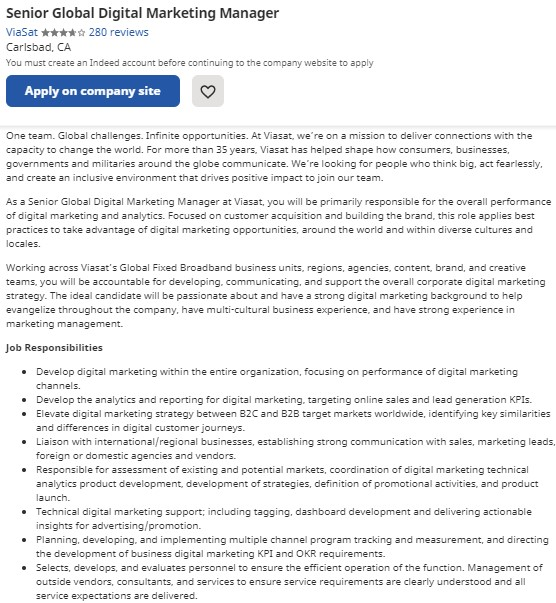 Senior Global Digital Marketing Manager
ViaSat ★★★★☆ 280 reviews
Carlsbad, CA
You must create an Indeed account before continuing to the company website to apply
Apply on company site
One team. Global challenges. Infinite opportunities. At Viasat, we're on a mission to deliver connections with the
capacity to change the world. For more than 35 years, Viasat has helped shape how consumers, businesses,
governments and militaries around the globe communicate. We're looking for people who think big, act fearlessly,
and create an inclusive environment that drives positive impact to join our team.
As a Senior Global Digital Marketing Manager at Viasat, you will be primarily responsible for the overall performance
of digital marketing and analytics. Focused on customer acquisition and building the brand, this role applies best
practices to take advantage of digital marketing opportunities, around the world and within diverse cultures and
locales.
Working across Viasat's Global Fixed Broadband business units, regions, agencies, content, brand, and creative
teams, you will be accountable for developing, communicating, and support the overall corporate digital marketing
strategy. The ideal candidate will be passionate about and have a strong digital marketing background to help
evangelize throughout the company, have multi-cultural business experience, and have strong experience in
marketing management.
Job Responsibilities
• Develop digital marketing within the entire organization, focusing on performance of digital marketing
channels.
• Develop the analytics and reporting for digital marketing, targeting online sales and lead generation KPIs.
• Elevate digital marketing strategy between B2C and B2B target markets worldwide, identifying key similarities
and differences in digital customer journeys.
• Liaison with international/regional businesses, establishing strong communication with sales, marketing leads,
foreign or domestic agencies and vendors.
• Responsible for assessment of existing and potential markets, coordination of digital marketing technical
analytics product development, development of strategies, definition of promotional activities, and product
launch.
• Technical digital marketing support; including tagging, dashboard development and delivering actionable
insights for advertising/promotion.
• Planning, developing, and implementing multiple channel program tracking and measurement, and directing
the development of business digital marketing KPI and OKR requirements.
• Selects, develops, and evaluates personnel to ensure the efficient operation of the function. Management of
outside vendors, consultants, and services to ensure service requirements are clearly understood and all
service expectations are delivered.